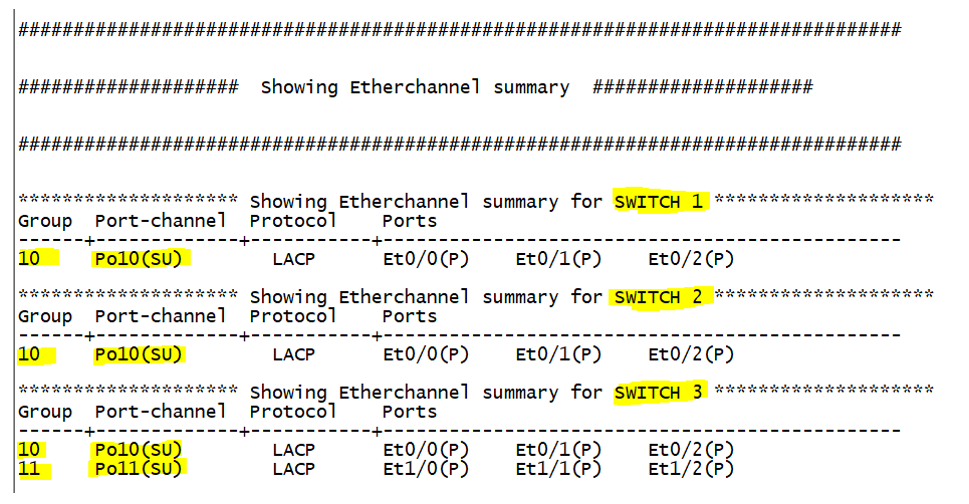 ################################################################################
#################### Showing Etherchannel summary ####################
################################################################################
******************** Showing Etherchannel summary for SWITCH 1 ********************
Group Port-channel Protocol Ports
------+-------------+-----------+-----------------------------------------------
10 Po10(SU) LACP Et0/0(P) Et0/1(P) Et0/2(P)
******************** Showing Etherchannel summary for SWITCH 2 ********************
Group Port-channel Protocol Ports
------+-------------+-----------+-----------------------------------------------
10 Po10(SU) LACP Et0/0(P) Et0/1(P) Et0/2(P)
******************** Showing Etherchannel summary for SWITCH 3 ********************
Group Port-channel Protocol Ports
------+-------------+-----------+-----------------------------------------------
10 Po10(SU) LACP Et0/0(P) Et0/1(P) Et0/2(P)
11 Po11(SU) LACP Et1/0(P) Et1/1(P) Et1/2(P)